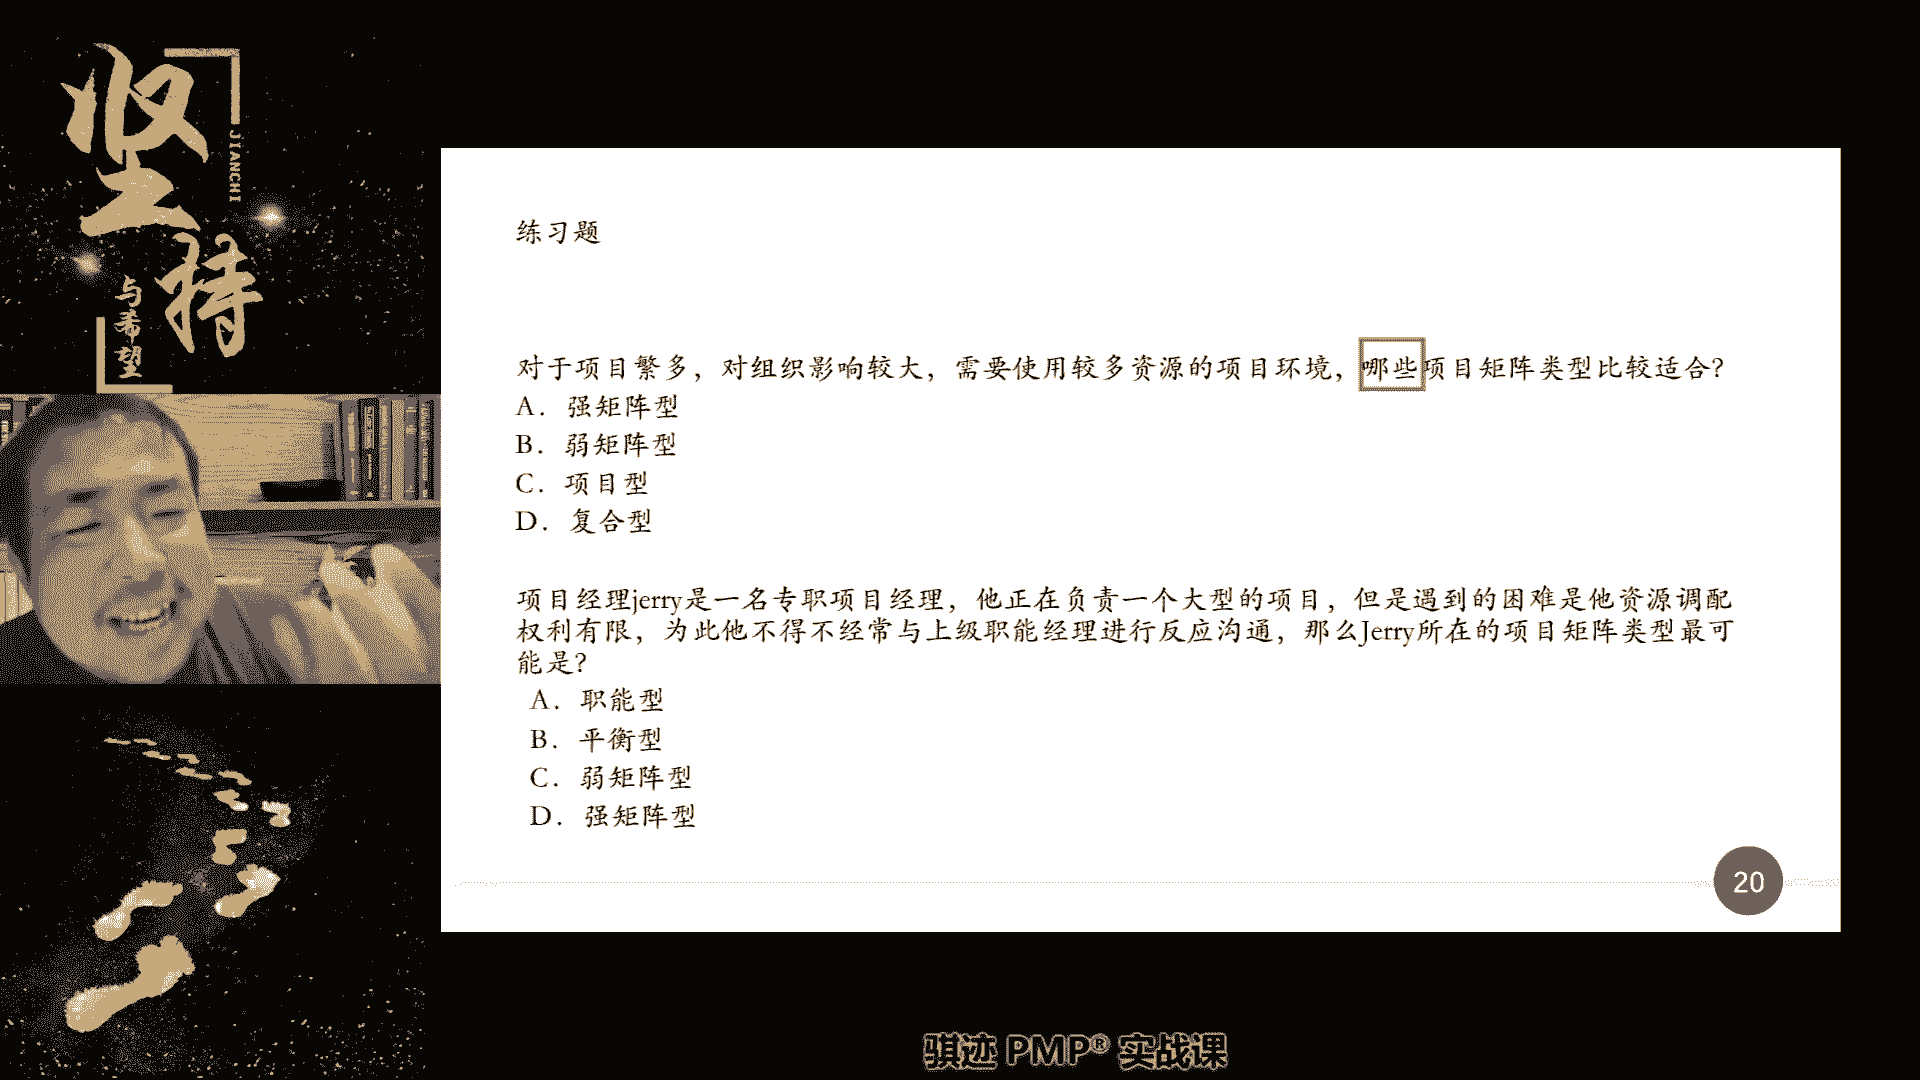 坚持
JIANCHI
与希望
练习题
对于项目繁多，对组织影响较大，需要使用较多资源的项目环境，哪些项目矩阵类型比较适合？
A．强矩阵型
B．弱矩阵型
C．项目型
D．复合型
项目经理jerry是一名专职项目经理，他正在负责一个大型的项目，但是遇到的困难是他资源调配
权利有限，为此他不得不经常与上级职能经理进行反应沟通，那么Jerry所在的项目矩阵类型最可
能是？
A．职能型
B．平衡型
C．弱矩阵型
D．强矩阵型
20
骐迹 PMP® 实战课